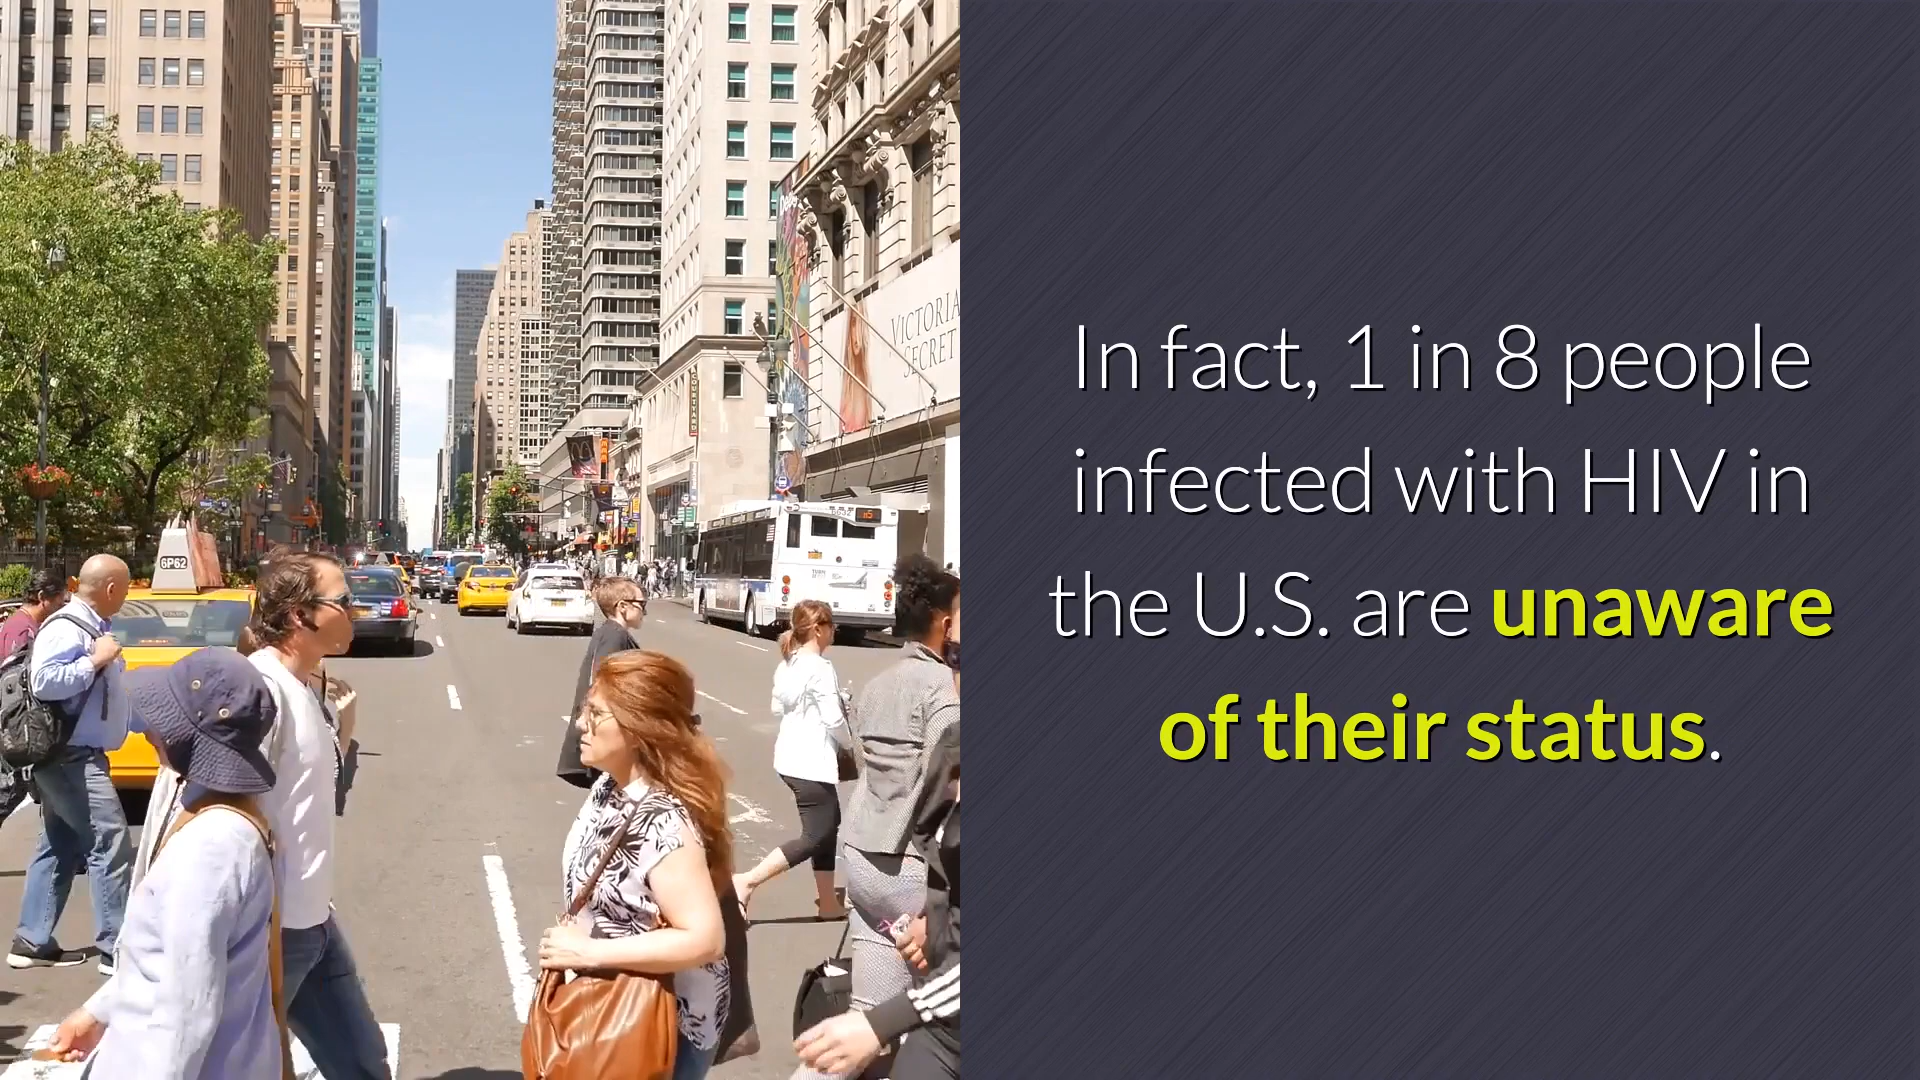 In fact, 1 in 8 people
infected with HIV in
the U.S. are unaware
of their status.
VICTORIA
SECRET
COURTYARD
6P62